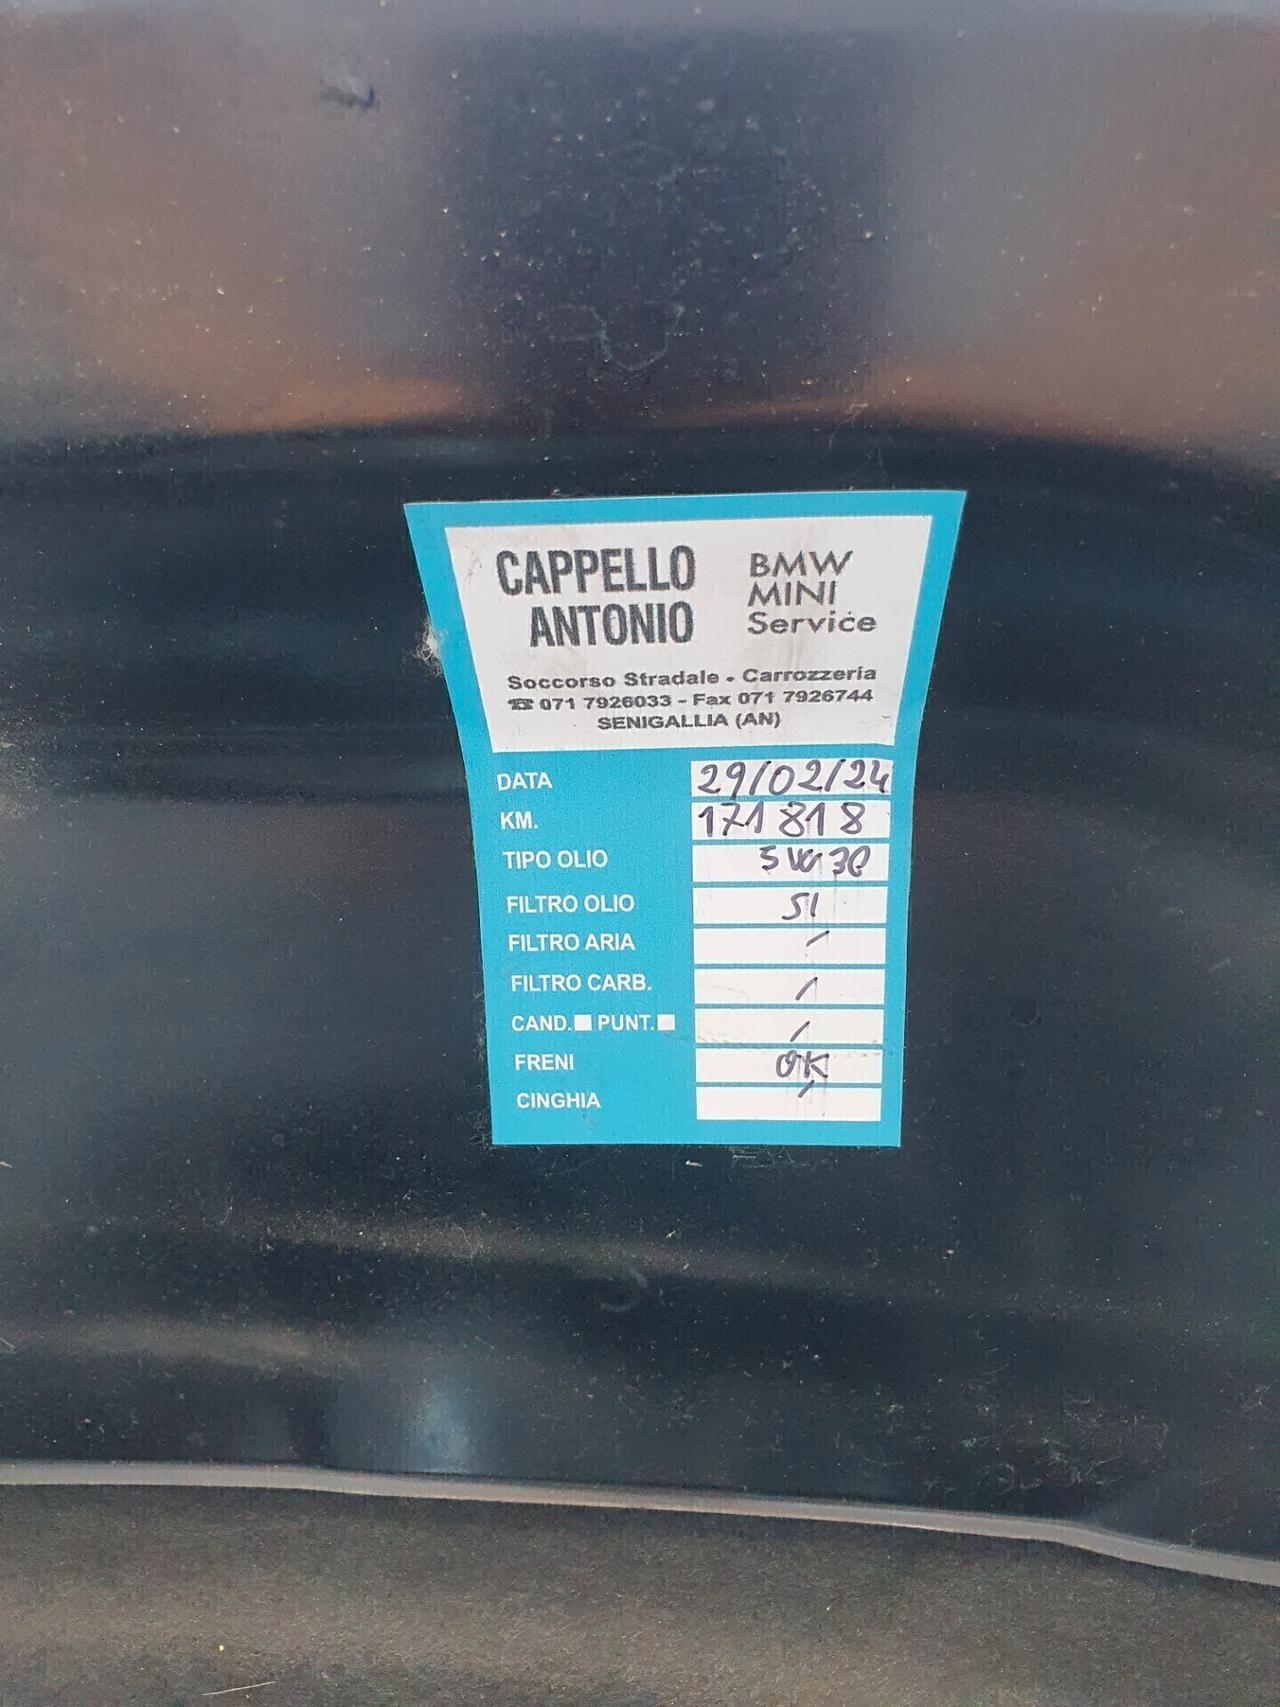 CAPPELLO
ANTONIO
BMW
MINI
Service
Soccorso Stradale - Carrozzeria
☎ 071 7926033 - Fax 071 7926744
SENIGALLIA (AN)
DATA 29/02/24
KM. 171818
TIPO OLIO 5W30
FILTRO OLIO SI
FILTRO ARIA /
FILTRO CARB. /
CAND. PUNT. /
FRENI OK
CINGHIA /